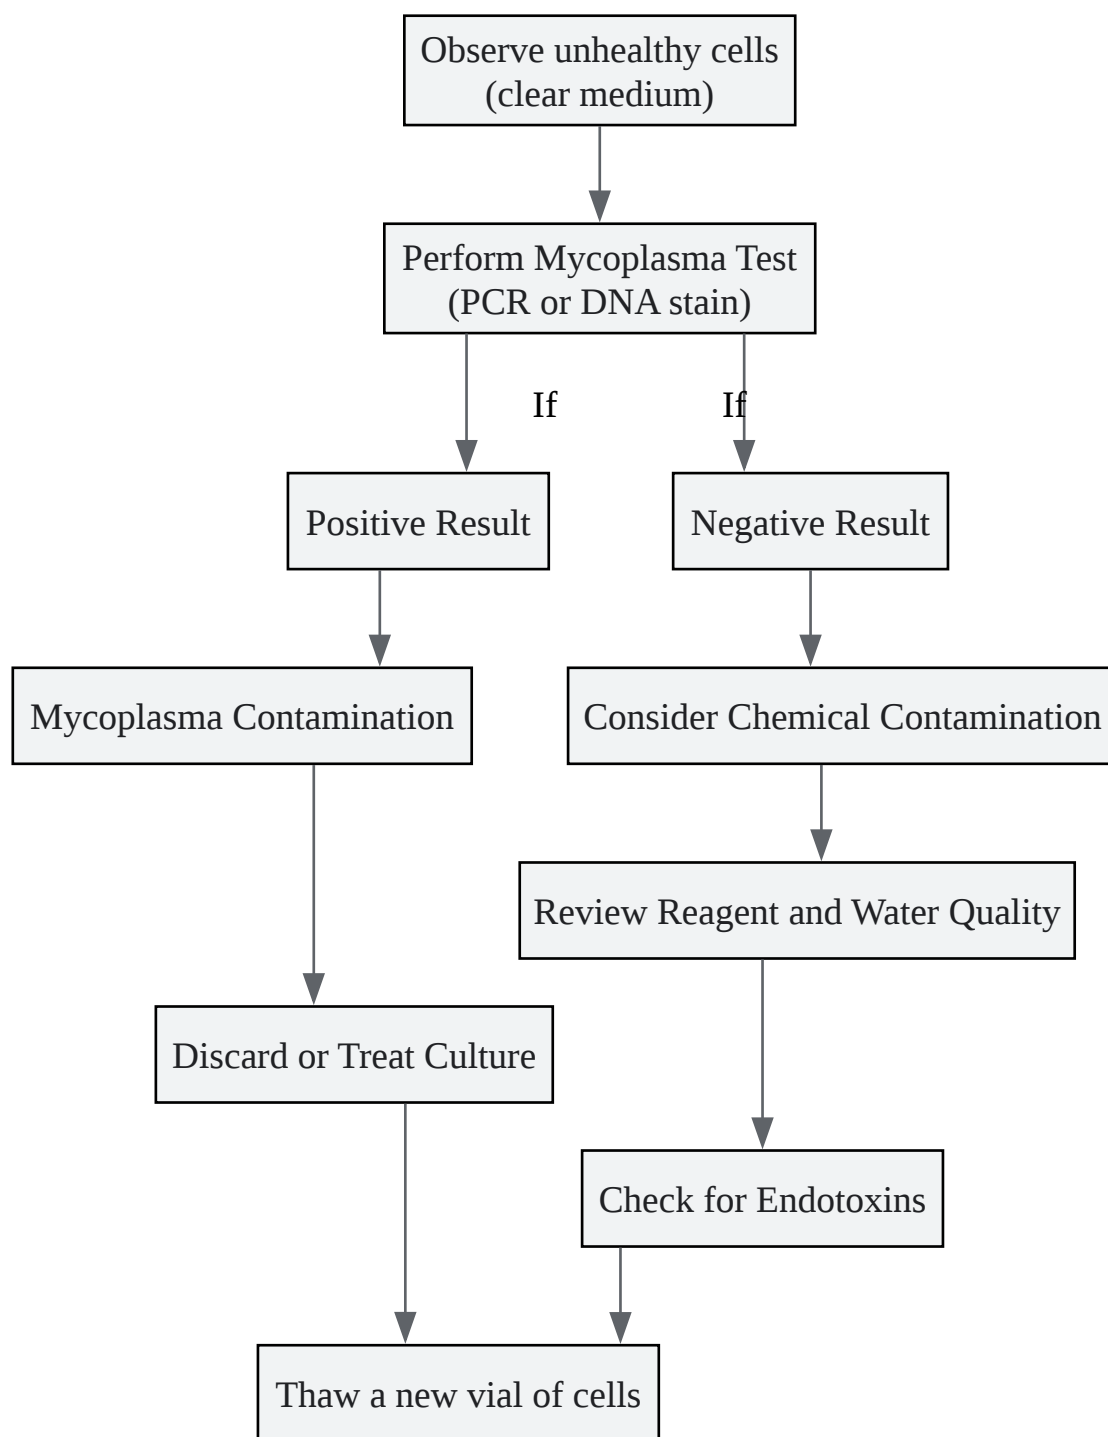 Observe unhealthy cells
(clear medium)
Perform Mycoplasma Test
(PCR or DNA stain)
If
If
Positive Result
Negative Result
Mycoplasma Contamination
Consider Chemical Contamination
Review Reagent and Water Quality
Discard or Treat Culture
Check for Endotoxins
Thaw a new vial of cells